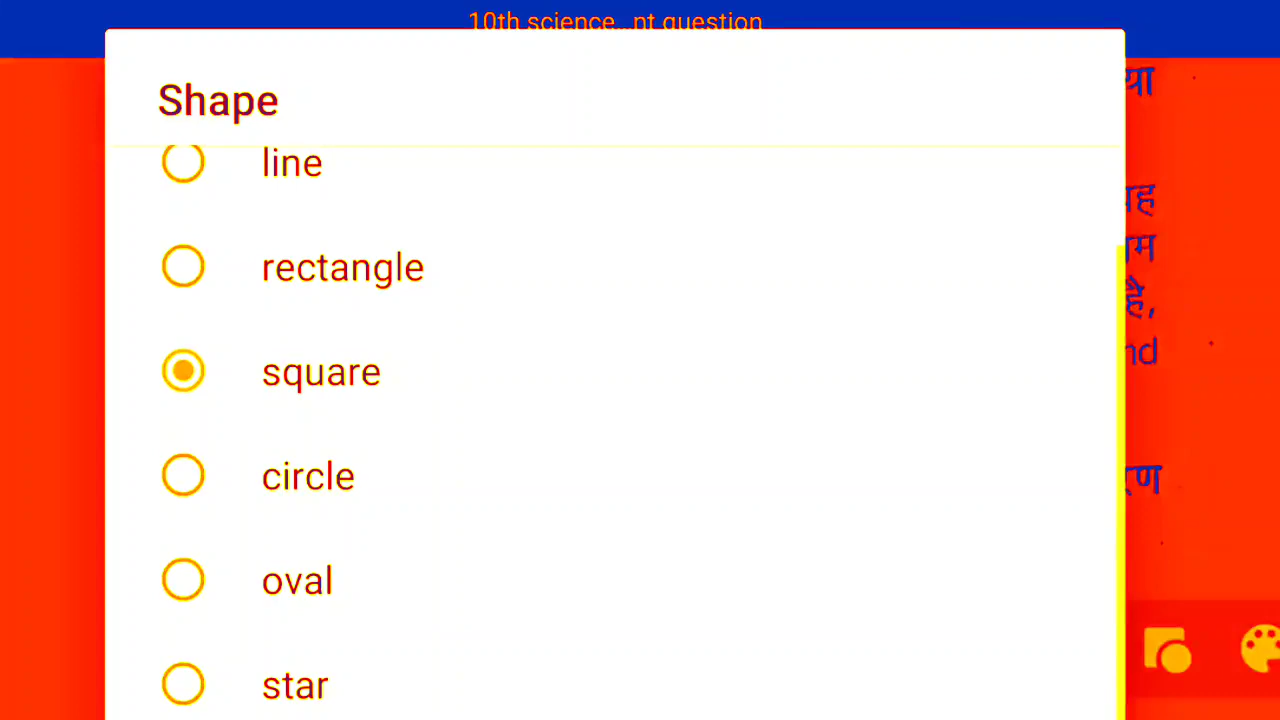 10th science...nt question
Shape
line
rectangle
square
circle
oval
star
है,